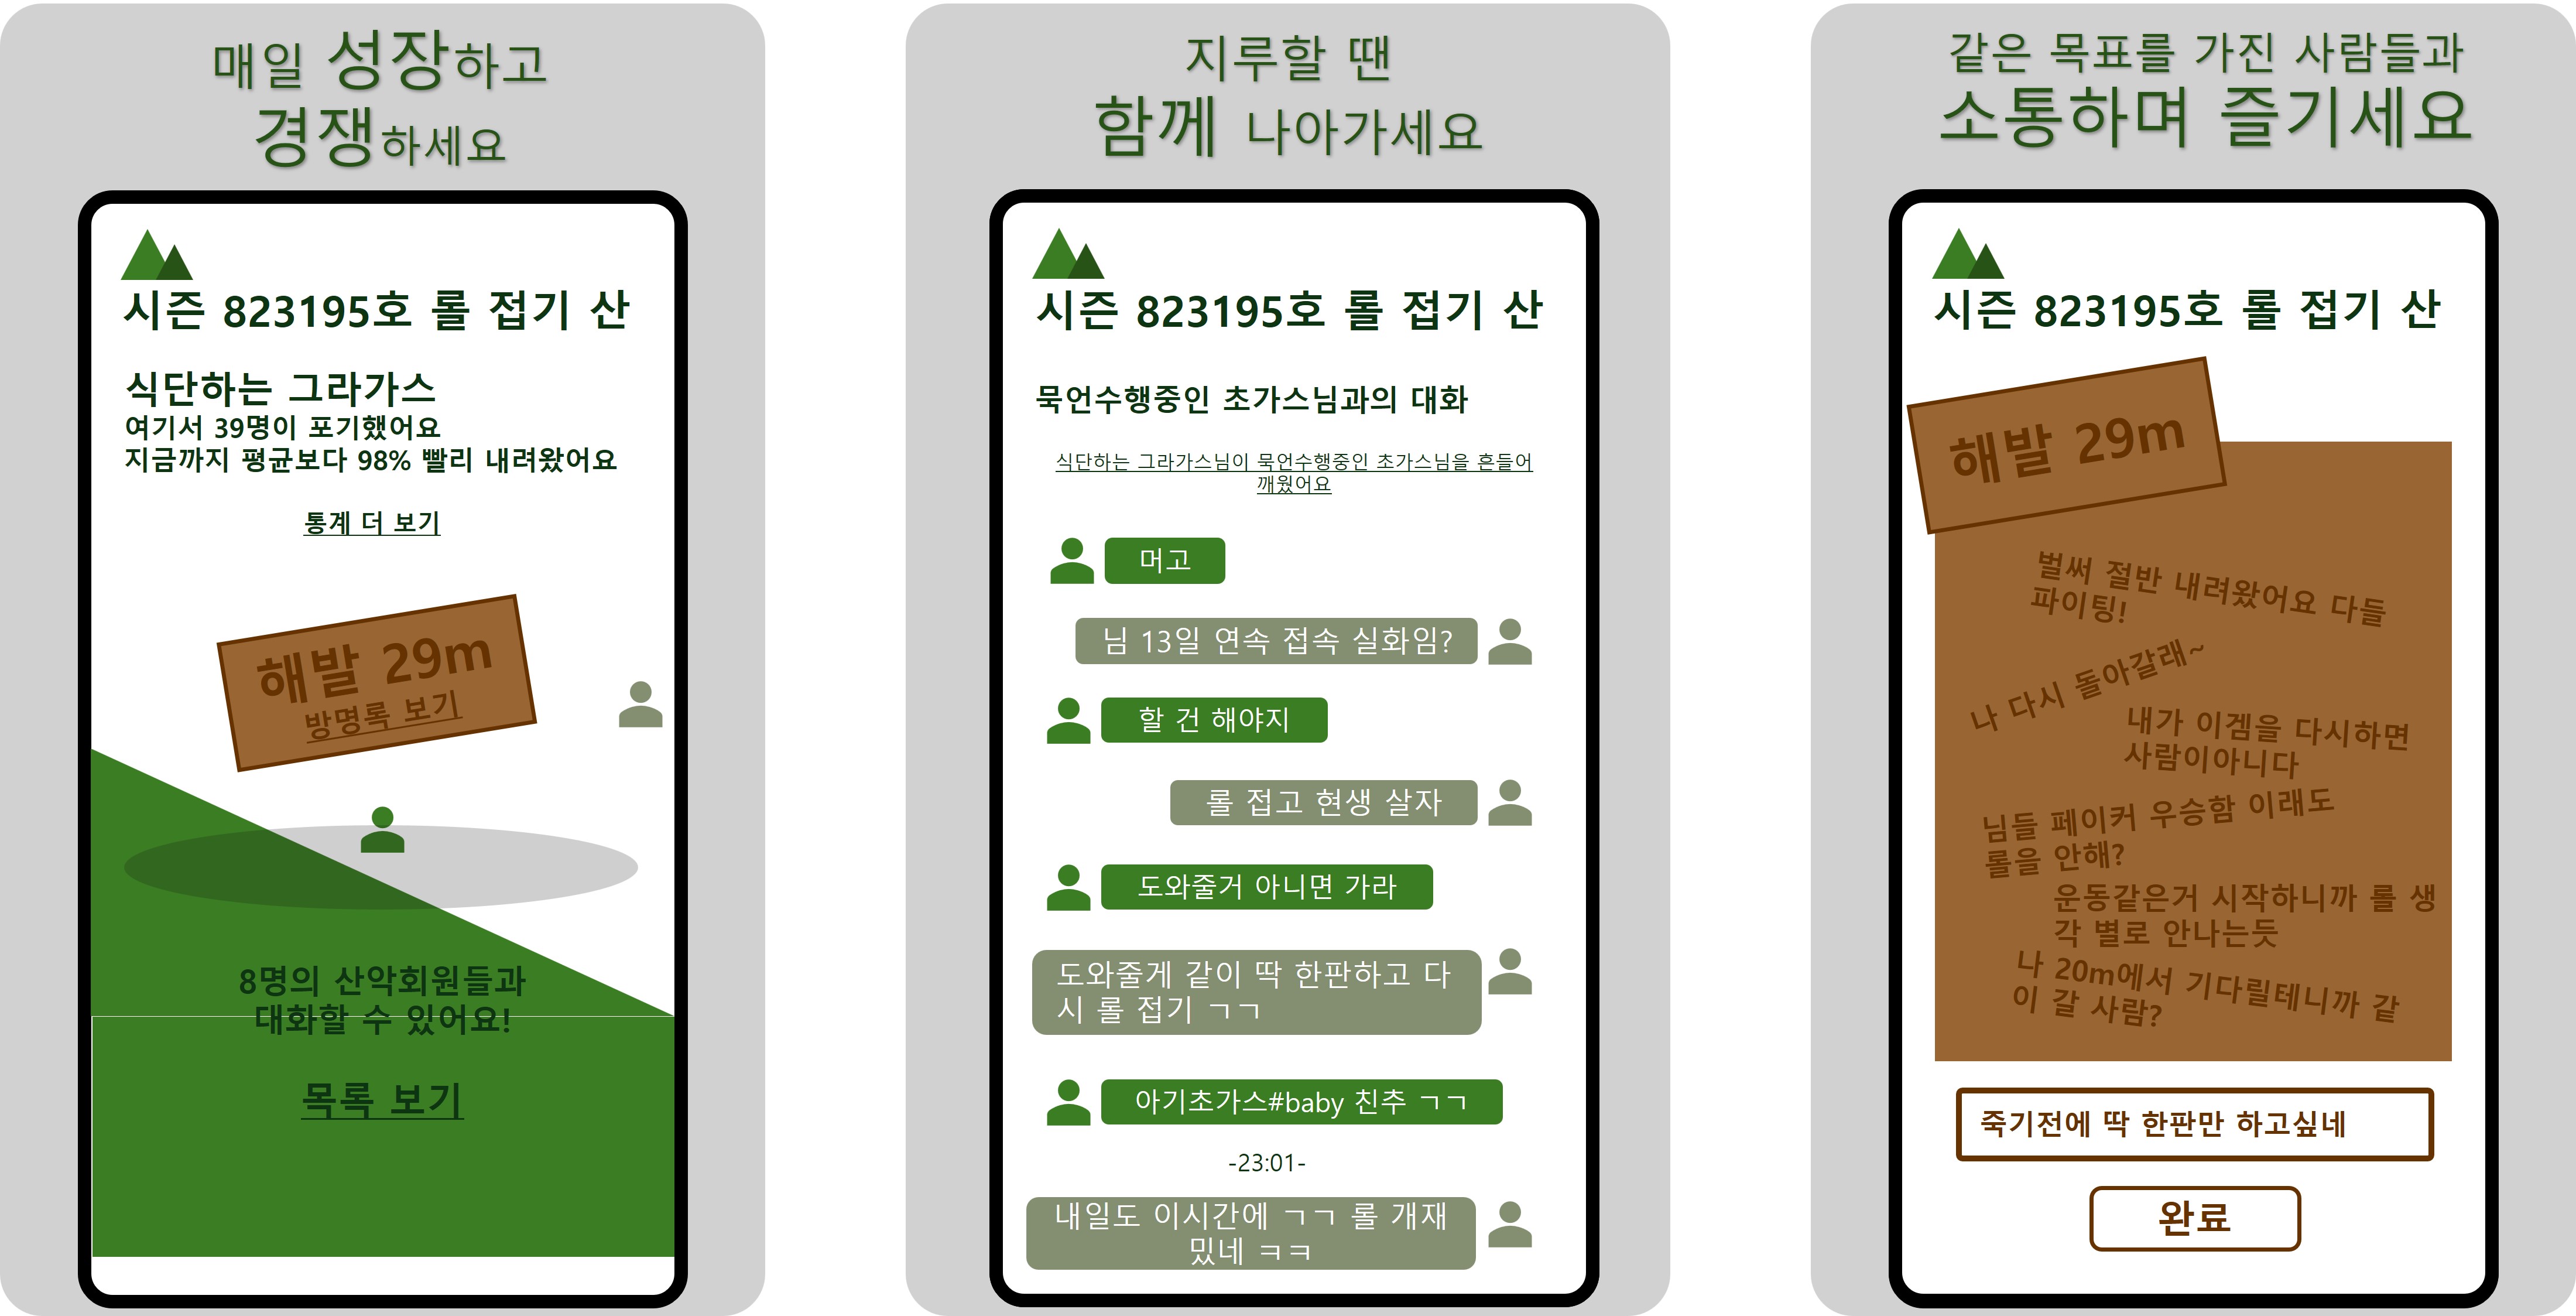 매일 성장하고
경쟁하세요
시즌 823195호 롤 접기 산
식단하는 그라가스
여기서 39명이 포기했어요
지금까지 평균보다 98% 빨리 내려왔어요
통계 더 보기
해발 29m
방명록 보기
8명의 산악회원들과
대화할 수 있어요!
목록 보기
지루할 땐
함께 나아가세요
시즌 823195호 롤 접기 산
묵언수행중인 초가스님과의 대화
식단하는 그라가스님이 묵언수행중인 초가스님을 흔들어
깨웠어요
머고
님 13일 연속 접속 실화임?
할 건 해야지
롤 접고 현생 살자
도와줄거 아니면 가라
도와줄게 같이 딱 한판하고 다
시 롤 접기 ㄱㄱ
아기초가스#baby 친추 ㄱㄱ
-23:01-
내일도 이시간에 ㄱㄱ 롤 개재
밌네 ㅋㅋ
같은 목표를 가진 사람들과
소통하며 즐기세요
시즌 823195호 롤 접기 산
해발 29m
벌써 절반 내려왔어요 다들
파이팅!
나 다시 돌아갈래~
내가 이겜을 다시하면
사람이아니다
님들 페이커 우승함 이래도
롤을 안해?
운동같은거 시작하니까 롤 생
각 별로 안나는듯
나 20m에서 기다릴테니까 같
이 갈 사람?
죽기전에 딱 한판만 하고싶네
완료